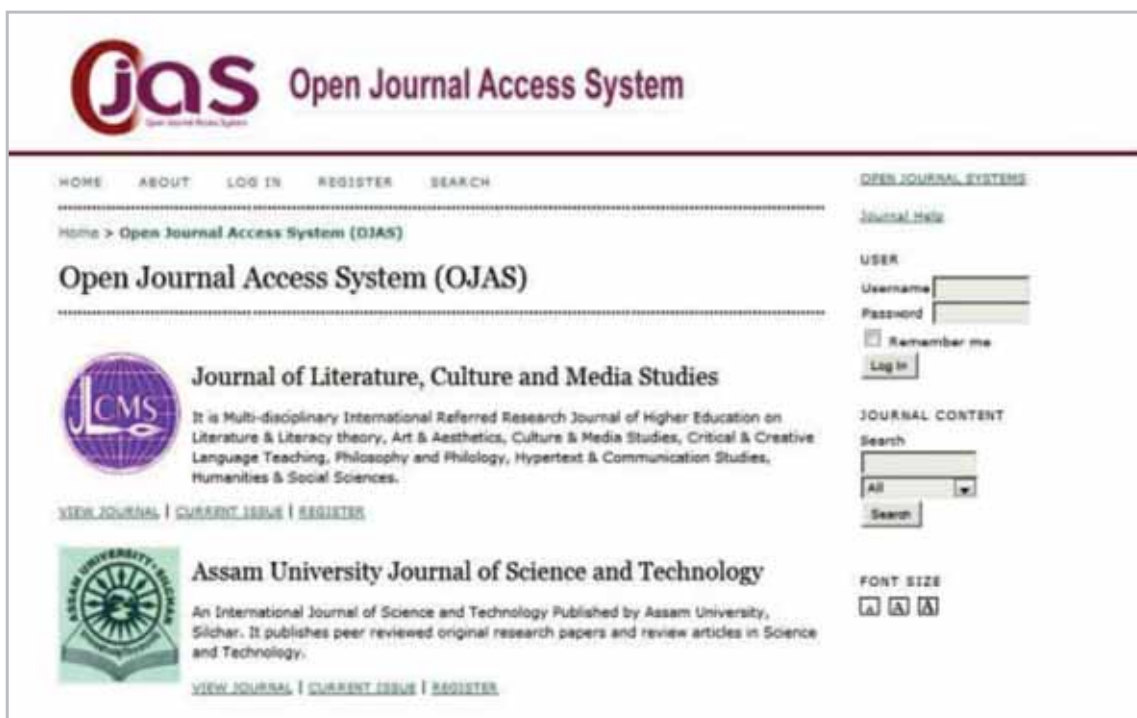 Ojas
Open Journal Access System
Open Journal Access System
HOME ABOUT LOG IN REGISTER SEARCH
Home > Open Journal Access System (OJAS)
Open Journal Access System (OJAS)
JLCMS
Journal of Literature, Culture and Media Studies
It is Multi-disciplinary International Referred Research Journal of Higher Education on
Literature & Literacy theory, Art & Aesthetics, Culture & Media Studies, Critical & Creative
Language Teaching, Philosophy and Philology, Hypertext & Communication Studies,
Humanities & Social Sciences.
VIEW JOURNAL | CURRENT ISSUE | REGISTER
ASSAM UNIVERSITY SILCHAR
Assam University Journal of Science and Technology
An International Journal of Science and Technology Published by Assam University,
Silchar. It publishes peer reviewed original research papers and review articles in Science
and Technology.
VIEW JOURNAL | CURRENT ISSUE | REGISTER
OPEN JOURNAL SYSTEMS
Journal Help
USER
Username
Password
Remember me
Log In
JOURNAL CONTENT
Search
All
Search
FONT SIZE
A A A